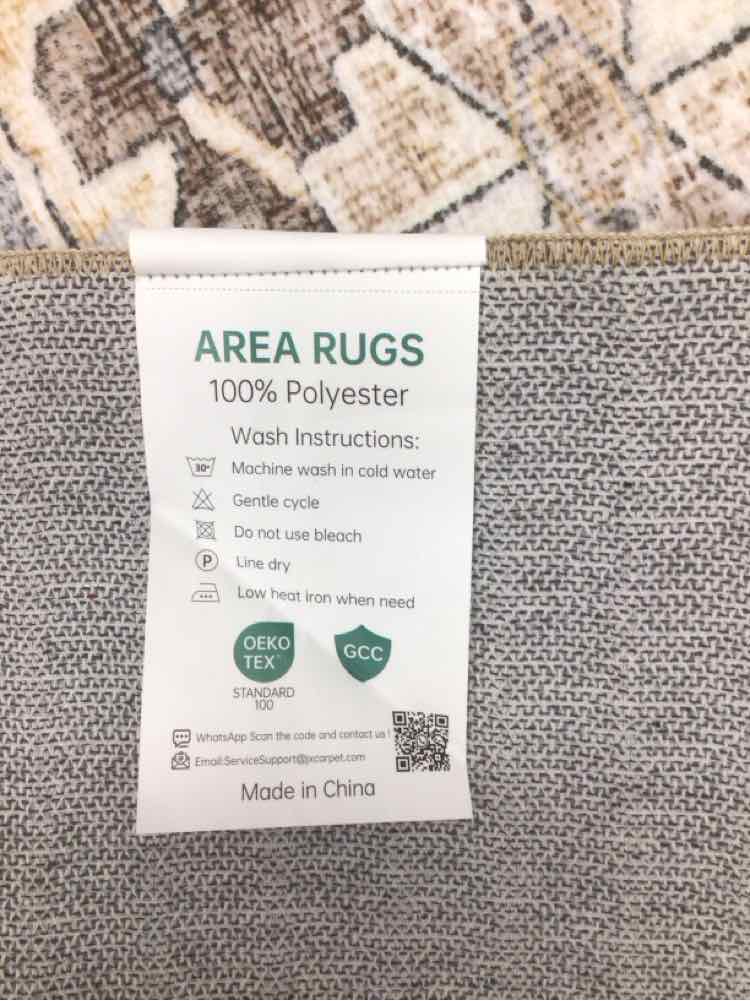 AREA RUGS
100% Polyester
Wash Instructions:
30° Machine wash in cold water
Gentle cycle
Do not use bleach
P Line dry
Low heat iron when need
OEKO
TEX
STANDARD
100
GCC
WhatsApp Scan the code and contact us!
Email:ServiceSupport@jxcarpet.com
Made in China